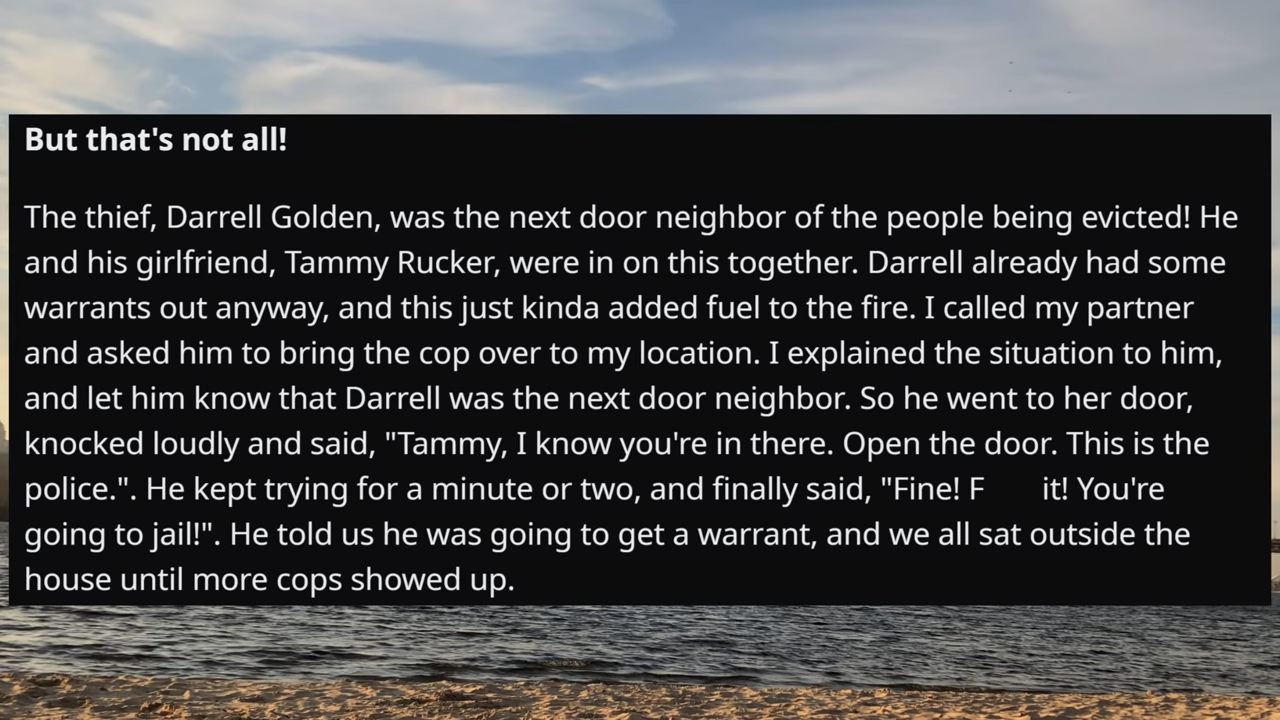 But that's not all!
The thief, Darrell Golden, was the next door neighbor of the people being evicted! He
and his girlfriend, Tammy Rucker, were in on this together. Darrell already had some
warrants out anyway, and this just kinda added fuel to the fire. I called my partner
and asked him to bring the cop over to my location. I explained the situation to him,
and let him know that Darrell was the next door neighbor. So he went to her door,
knocked loudly and said, "Tammy, I know you're in there. Open the door. This is the
police.". He kept trying for a minute or two, and finally said, "Fine! F it! You're
going to jail!". He told us he was going to get a warrant, and we all sat outside the
house until more cops showed up.